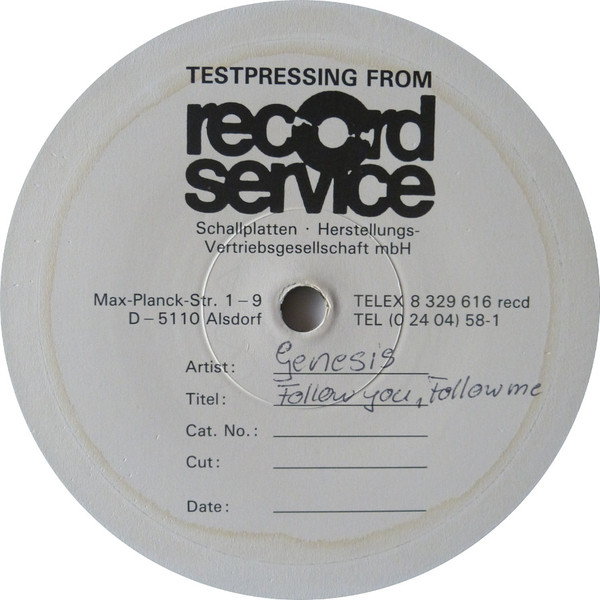 TESTPRESSING FROM
record
service
Schallplatten · Herstellungs-
Vertriebsgesellschaft mbH
Max-Planck-Str. 1–9 TELEX 8 329 616 recd
D–5110 Alsdorf TEL (0 24 04) 58-1
Artist: Genesis
Titel: Follow you, Follow me
Cat. No.:
Cut:
Date: